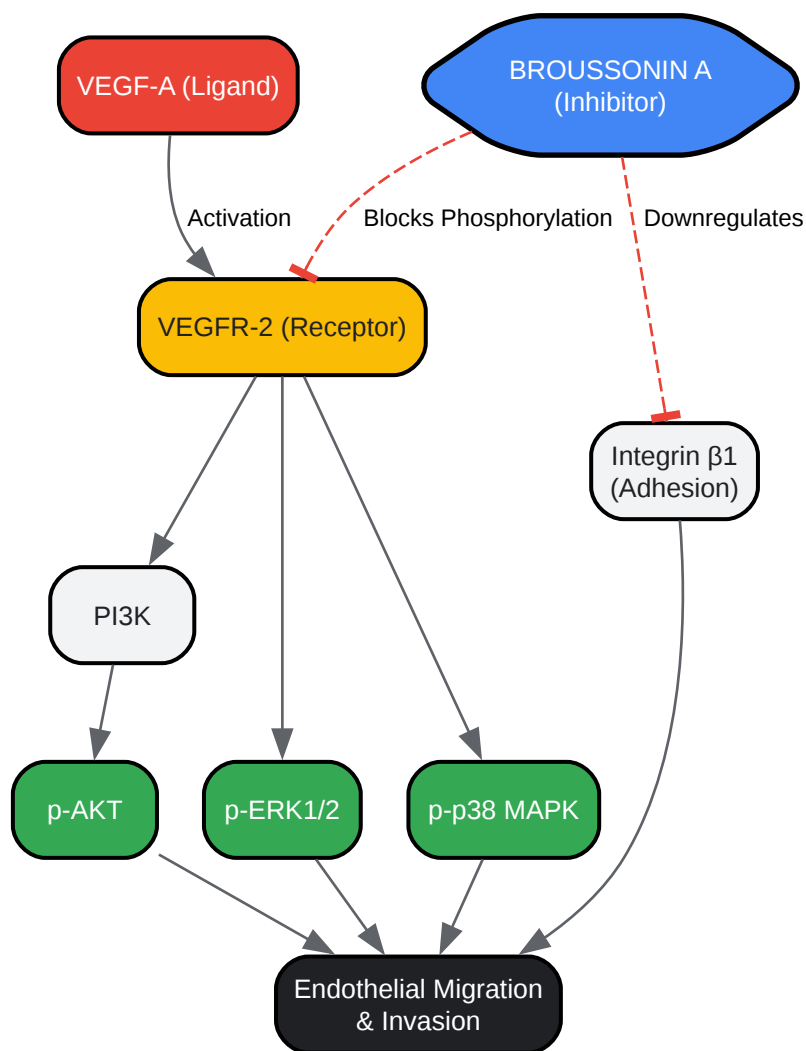 VEGF-A (Ligand)
BROUSSONIN A
(Inhibitor)
Activation
Blocks Phosphorylation
Downregulates
VEGFR-2 (Receptor)
Integrin β1
(Adhesion)
PI3K
p-AKT
p-ERK1/2
p-p38 MAPK
Endothelial Migration
& Invasion